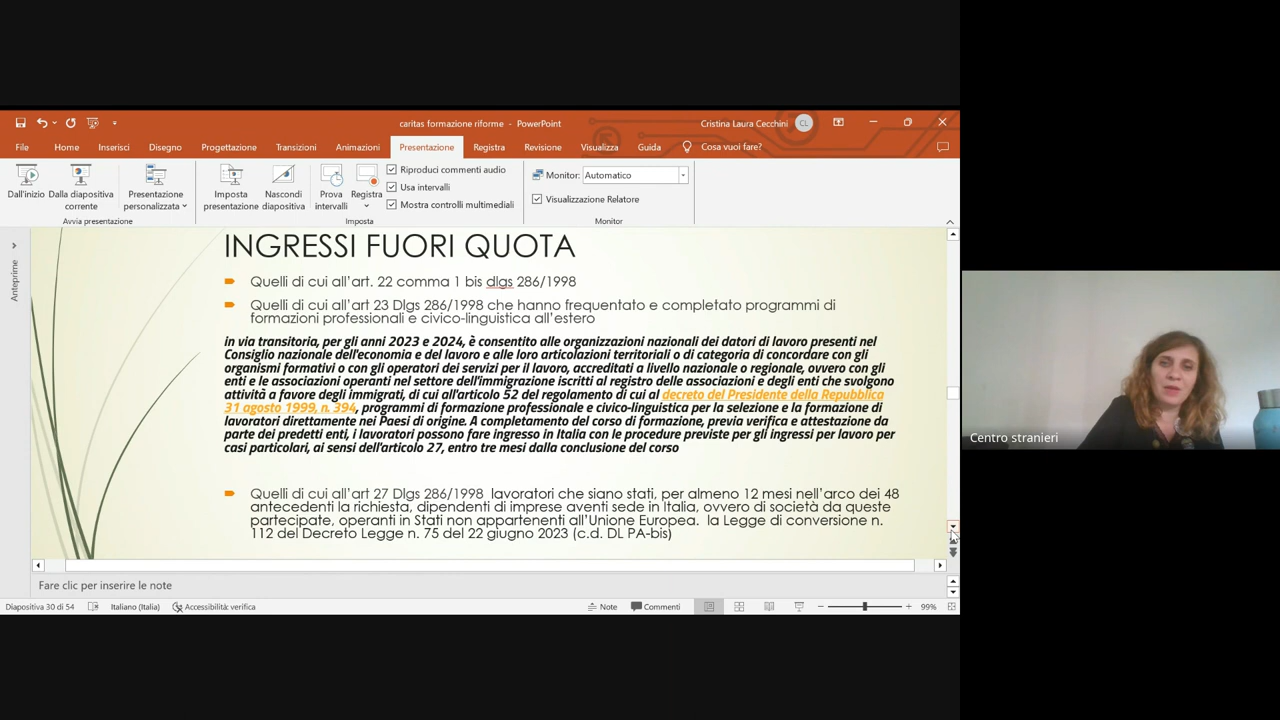 caritas formazione riforme - PowerPoint
Cristina Laura Cecchini
CL
File Home Inserisci Disegno Progettazione Transizioni Animazioni Presentazione Registra Revisione Visualizza Guida Cosa vuoi fare?
Dall'inizio
Dalla diapositiva corrente
Presentazione personalizzata
Avvia presentazione
Imposta presentazione
Nascondi diapositiva
Prova intervalli
Registra
Riproduci commenti audio
Usa intervalli
Mostra controlli multimediali
Imposta
Monitor: Automatico
Visualizzazione Relatore
Monitor
Anteprime
INGRESSI FUORI QUOTA
Quelli di cui all'art. 22 comma 1 bis dlgs 286/1998
Quelli di cui all'art 23 Dlgs 286/1998 che hanno frequentato e completato programmi di
formazioni professionali e civico-linguistica all'estero
in via transitoria, per gli anni 2023 e 2024, è consentito alle organizzazioni nazionali dei datori di lavoro presenti nel
Consiglio nazionale dell'economia e del lavoro e alle loro articolazioni territoriali o di categoria di concordare con gli
organismi formativi o con gli operatori dei servizi per il lavoro, accreditati a livello nazionale o regionale, ovvero con gli
enti e le associazioni operanti nel settore dell'immigrazione iscritti al registro delle associazioni e degli enti che svolgono
attività a favore degli immigrati, di cui all'articolo 52 del regolamento di cui al decreto del Presidente della Repubblica
31 agosto 1999, n. 394, programmi di formazione professionale e civico-linguistica per la selezione e la formazione di
lavoratori direttamente nei Paesi di origine. A completamento del corso di formazione, previa verifica e attestazione da
parte dei predetti enti, i lavoratori possono fare ingresso in Italia con le procedure previste per gli ingressi per lavoro per
casi particolari, ai sensi dell'articolo 27, entro tre mesi dalla conclusione del corso
Quelli di cui all'art 27 Dlgs 286/1998 lavoratori che siano stati, per almeno 12 mesi nell'arco dei 48
antecedenti la richiesta, dipendenti di imprese aventi sede in Italia, ovvero di società da queste
partecipate, operanti in Stati non appartenenti all'Unione Europea. la Legge di conversione n.
112 del Decreto Legge n. 75 del 22 giugno 2023 (c.d. DL PA-bis)
Fare clic per inserire le note
Diapositiva 30 di 54 Italiano (Italia) Accessibilità: verifica Note Commenti 99%
Centro stranieri